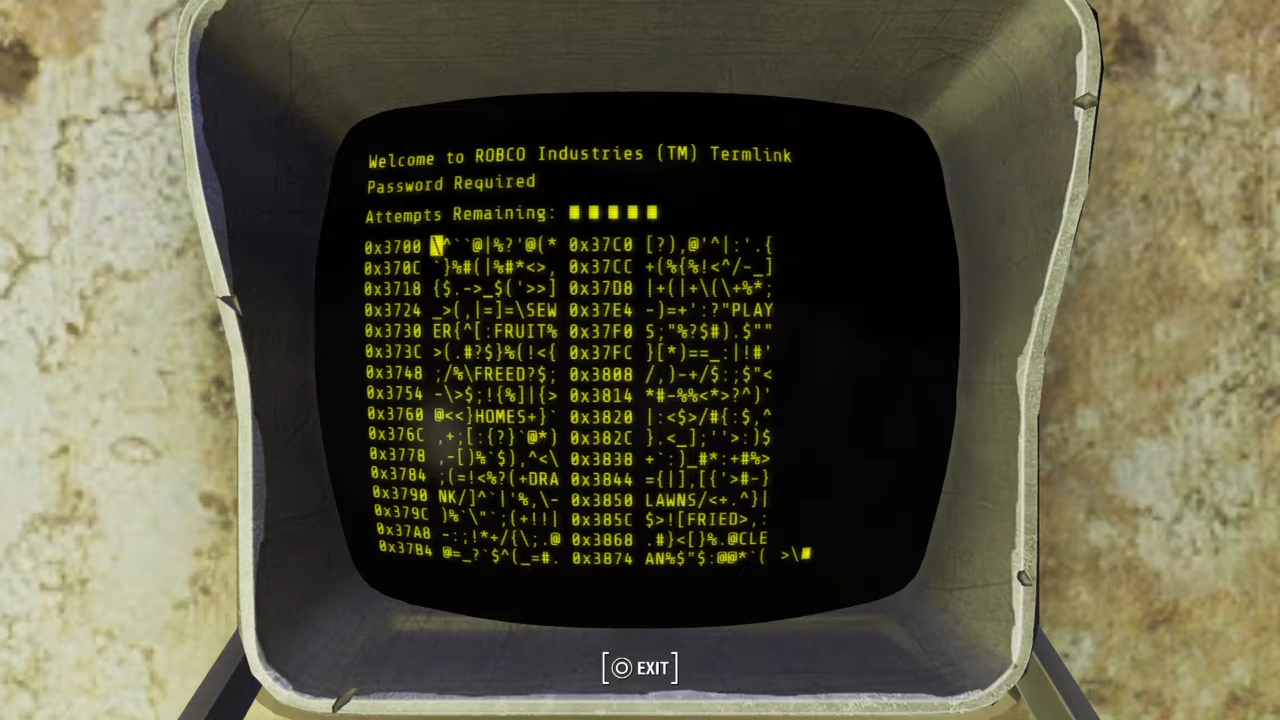 Welcome to ROBCO Industries (TM) Termlink
Password Required
Attempts Remaining: ■ ■ ■ ■ ■
0x3700 \^``@|%?'@(* 0x37C0 [?),@'^|:'.{
0x370C `}%#(|%#*<>, 0x37CC +(%{%!<^/-_]
0x3718 {$.->_$('>>] 0x37D8 |+(|+\(\+%*;
0x3724 _>(,|=]=\SEW 0x37E4 -)=+':?"PLAY
0x3730 ER{^[:FRUIT% 0x37F0 S;"%?$#).$""
0x373C >(.#?$}%(!<{ 0x37FC }[*)==_:|!#'
0x3748 ;/%\FREED?$; 0x3808 /,)-+/$:;$"<
0x3754 -\>$;!{%]|{> 0x3814 *#-%%<*>?^)'
0x3760 @<<}HOMES+}` 0x3820 |:<$>/#{:$,^
0x376C ,+;[:{?}`@*) 0x382C }.<_];''>:)$
0x3778 ,-[)%`$),^<\ 0x3838 +`:)_#*:+#%>
0x3784 ;(=!<%?(+DRA 0x3844 ={|],[{'>#-}
0x3790 NK/]^`|'%,\- 0x3850 LAWNS/<+.^}|
0x379C )%`\"`;(+!!| 0x385C $>![FRIED>,:
0x37A8 -:;!*+/{\;.@ 0x3868 .#}<[}%.@CLE
0x37B4 @=_?`$^(_=#. 0x3874 AN%$"$:@@*`( >\■
[○ EXIT]